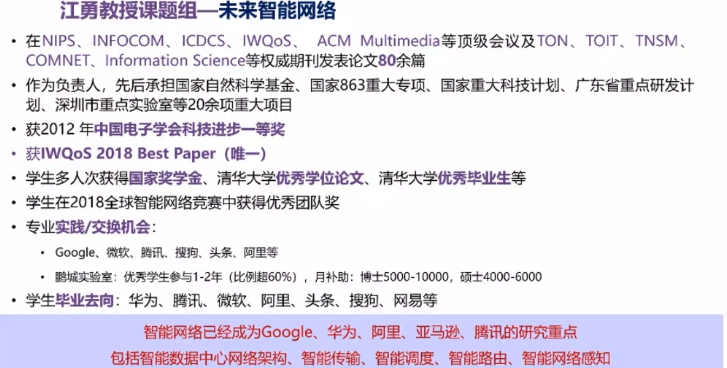 江勇教授课题组—未来智能网络
• 在NIPS、INFOCOM、ICDCS、IWQoS、 ACM Multimedia等顶级会议及TON、TOIT、TNSM、
COMNET、Information Science等权威期刊发表论文80余篇
• 作为负责人，先后承担国家自然科学基金、国家863重大专项、国家重大科技计划、广东省重点研发计
划、深圳市重点实验室等20余项重大项目
• 获2012 年中国电子学会科技进步一等奖
• 获IWQoS 2018 Best Paper（唯一）
• 学生多人次获得国家奖学金、清华大学优秀学位论文、清华大学优秀毕业生等
• 学生在2018全球智能网络竞赛中获得优秀团队奖
• 专业实践/交换机会：
• Google、微软、腾讯、搜狗、头条、阿里等
• 鹏城实验室：优秀学生参与1-2年（比例超60%），月补助：博士5000-10000，硕士4000-6000
• 学生毕业去向：华为、腾讯、微软、阿里、头条、搜狗、网易等
智能网络已经成为Google、华为、阿里、亚马逊、腾讯的研究重点
包括智能数据中心网络架构、智能传输、智能调度、智能路由、智能网络感知